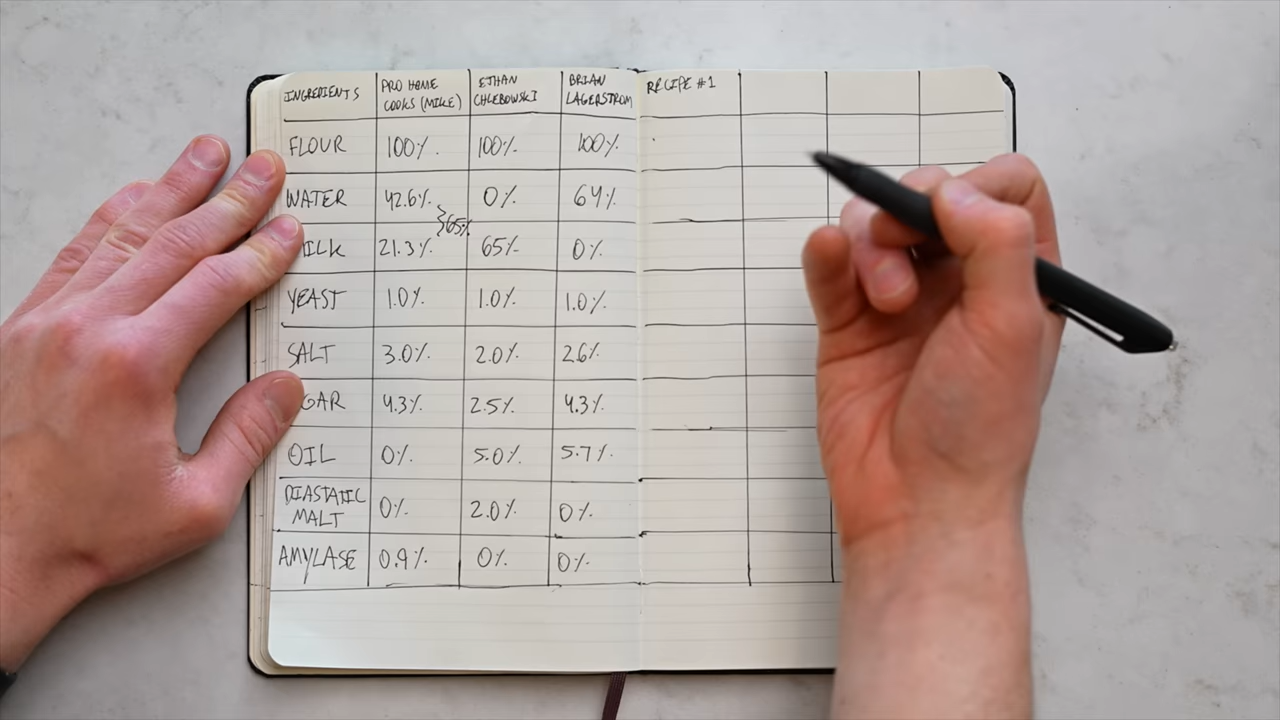 INGREDIENTS PRO HOME COOKS (MIKE) ETHAN CHLEBOWSKI BRIAN LAGERSTROM RECIPE #1
FLOUR 100% 100% 100%
WATER 42.6% 0% 64%
}65%
ILK 21.3% 65% 0%
YEAST 1.0% 1.0% 1.0%
SALT 3.0% 2.0% 2.6%
GAR 4.3% 2.5% 4.3%
OIL 0% 5.0% 5.7%
DIASTATIC MALT 0% 2.0% 0%
AMYLASE 0.9% 0% 0%